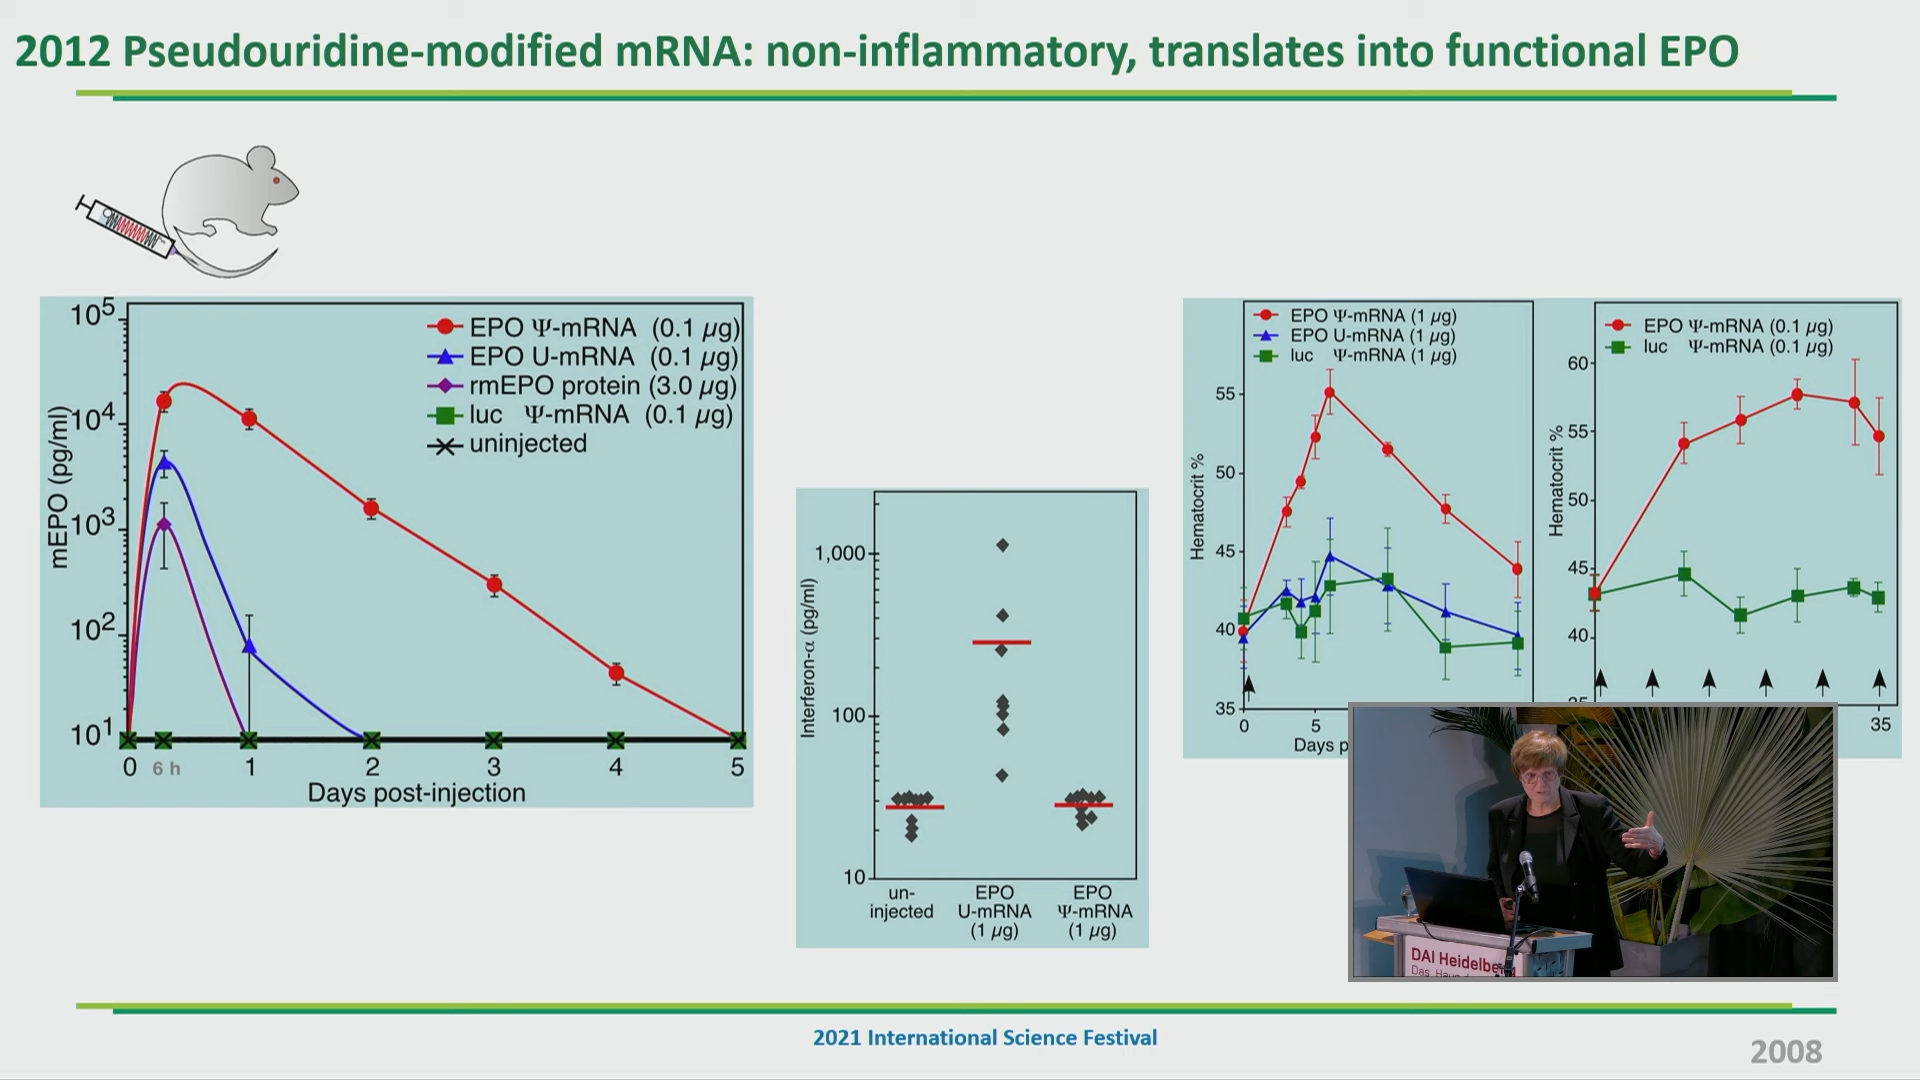 2012 Pseudouridine-modified mRNA: non-inflammatory, translates into functional EPO
10⁵
10⁴
10³
10²
10¹
mEPO (pg/ml)
EPO Ψ-mRNA (0.1 µg)
EPO U-mRNA (0.1 µg)
rmEPO protein (3.0 µg)
luc Ψ-mRNA (0.1 µg)
uninjected
0 6 h 1 2 3 4 5
Days post-injection
Interferon-α (pg/ml)
1,000
100
10
un-
injected
EPO
U-mRNA
(1 µg)
EPO
Ψ-mRNA
(1 µg)
EPO Ψ-mRNA (1 µg)
EPO U-mRNA (1 µg)
luc Ψ-mRNA (1 µg)
Hematocrit %
55
50
45
40
35
0 5
Days p
EPO Ψ-mRNA (0.1 µg)
luc Ψ-mRNA (0.1 µg)
Hematocrit %
60
55
50
45
40
35
DAI Heidelbe
Das
2021 International Science Festival
2008